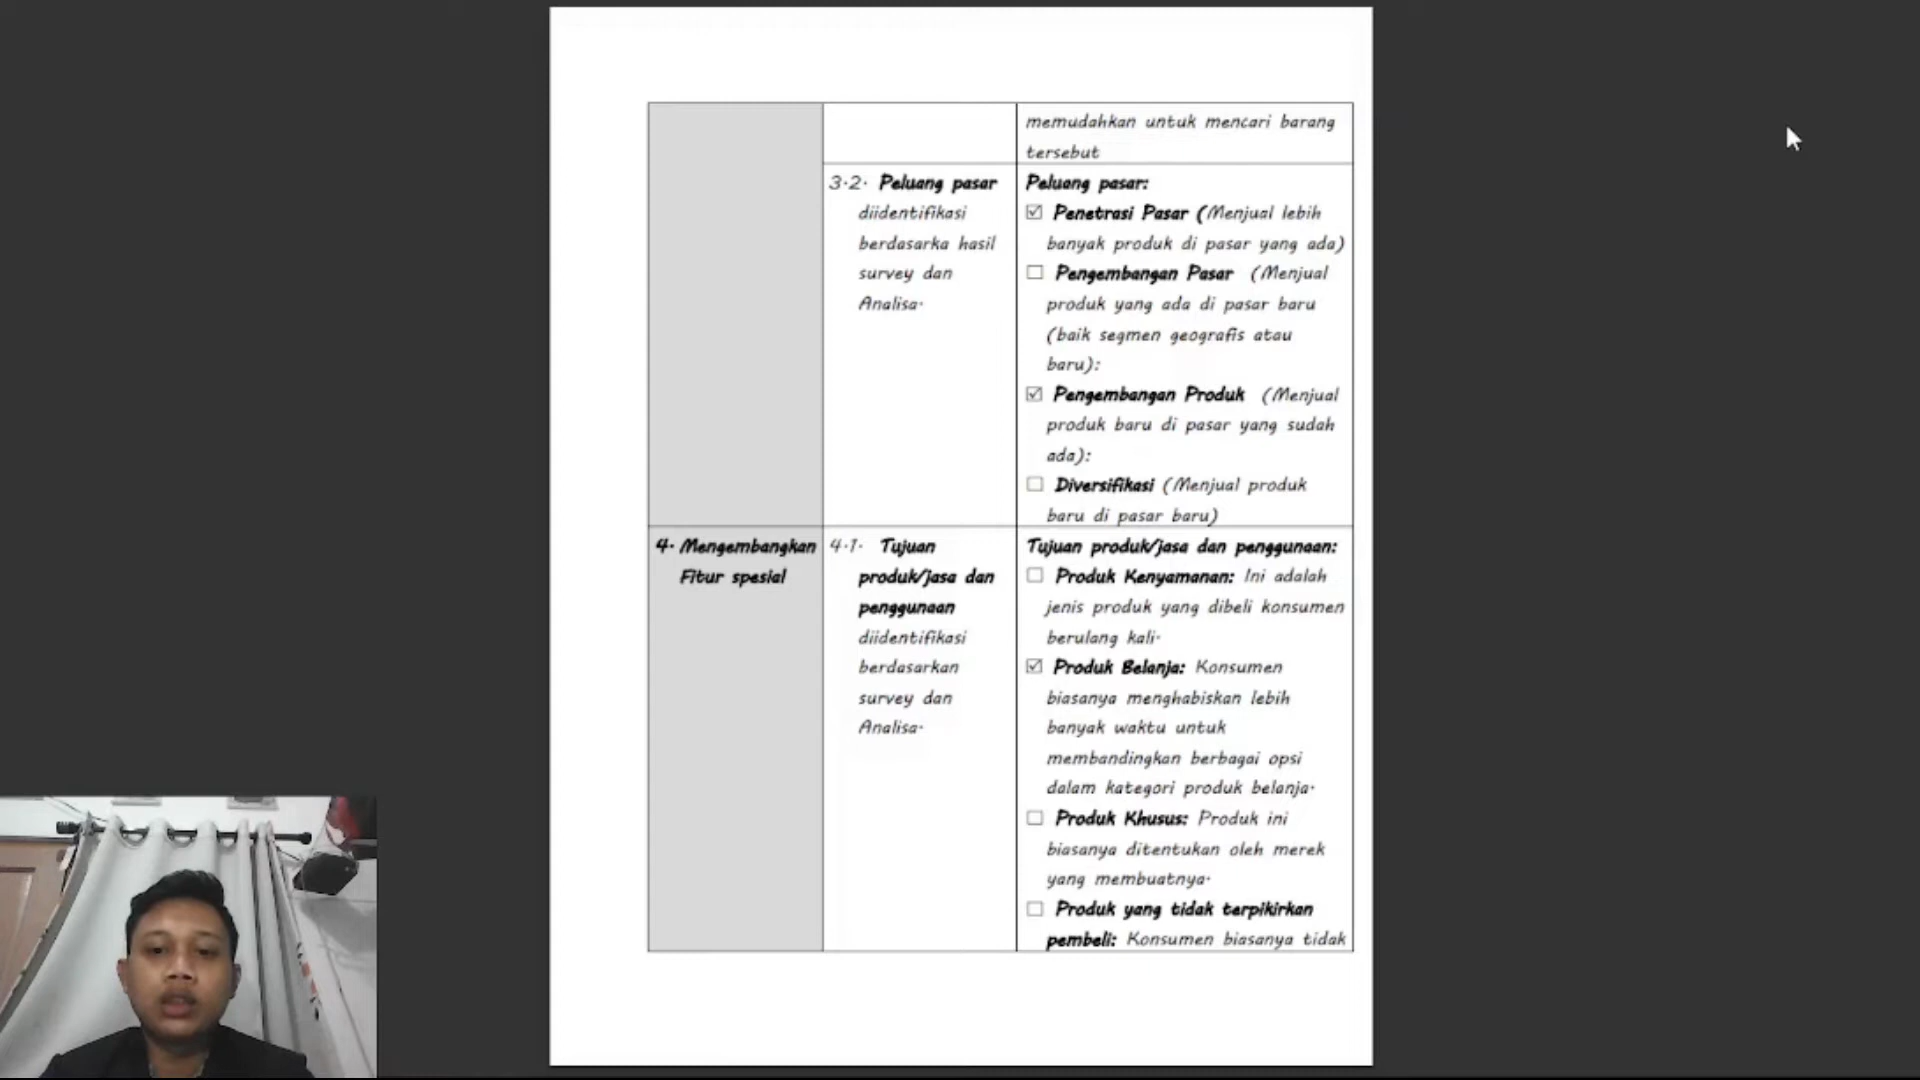 memudahkan untuk mencari barang
tersebut
3.2. Peluang pasar
diidentifikasi
berdasarka hasil
survey dan
Analisa.
Peluang pasar:
☑ Penetrasi Pasar (Menjual lebih
banyak produk di pasar yang ada)
☐ Pengembangan Pasar (Menjual
produk yang ada di pasar baru
(baik segmen geografis atau
baru):
☑ Pengembangan Produk (Menjual
produk baru di pasar yang sudah
ada):
☐ Diversifikasi (Menjual produk
baru di pasar baru)
4. Mengembangkan
Fitur spesial
4.1. Tujuan
produk/jasa dan
penggunaan
diidentifikasi
berdasarkan
survey dan
Analisa.
Tujuan produk/jasa dan penggunaan:
☐ Produk Kenyamanan: Ini adalah
jenis produk yang dibeli konsumen
berulang kali.
☑ Produk Belanja: Konsumen
biasanya menghabiskan lebih
banyak waktu untuk
membandingkan berbagai opsi
dalam kategori produk belanja.
☐ Produk Khusus: Produk ini
biasanya ditentukan oleh merek
yang membuatnya.
☐ Produk yang tidak terpikirkan
pembeli: Konsumen biasanya tidak